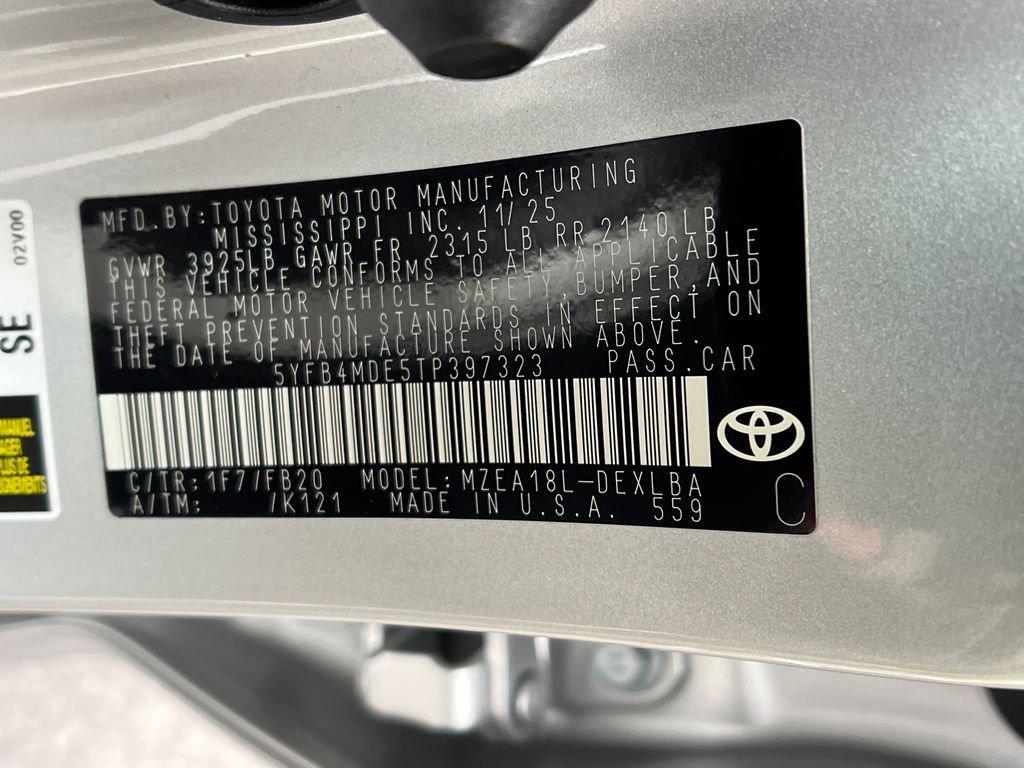 MFD.BY:TOYOTA MOTOR MANUFACTURING
MISSISSIPPI INC. 11/25
GVWR 3925LB GAWR FR 2315 LB RR 2140 LB
THIS VEHICLE CONFORMS TO ALL APPLICABLE
FEDERAL MOTOR VEHICLE SAFETY,BUMPER,AND
THEFT PREVENTION STANDARDS IN EFFECT ON
THE DATE OF MANUFACTURE SHOWN ABOVE.
5YFB4MDE5TP397323 PASS.CAR
C/TR:1F7/FB20 MODEL:MZEA18L-DEXLBA
A/TM: /K121 MADE IN U.S.A. 559
C
02V00
SE
MANUEL
PLUS DE